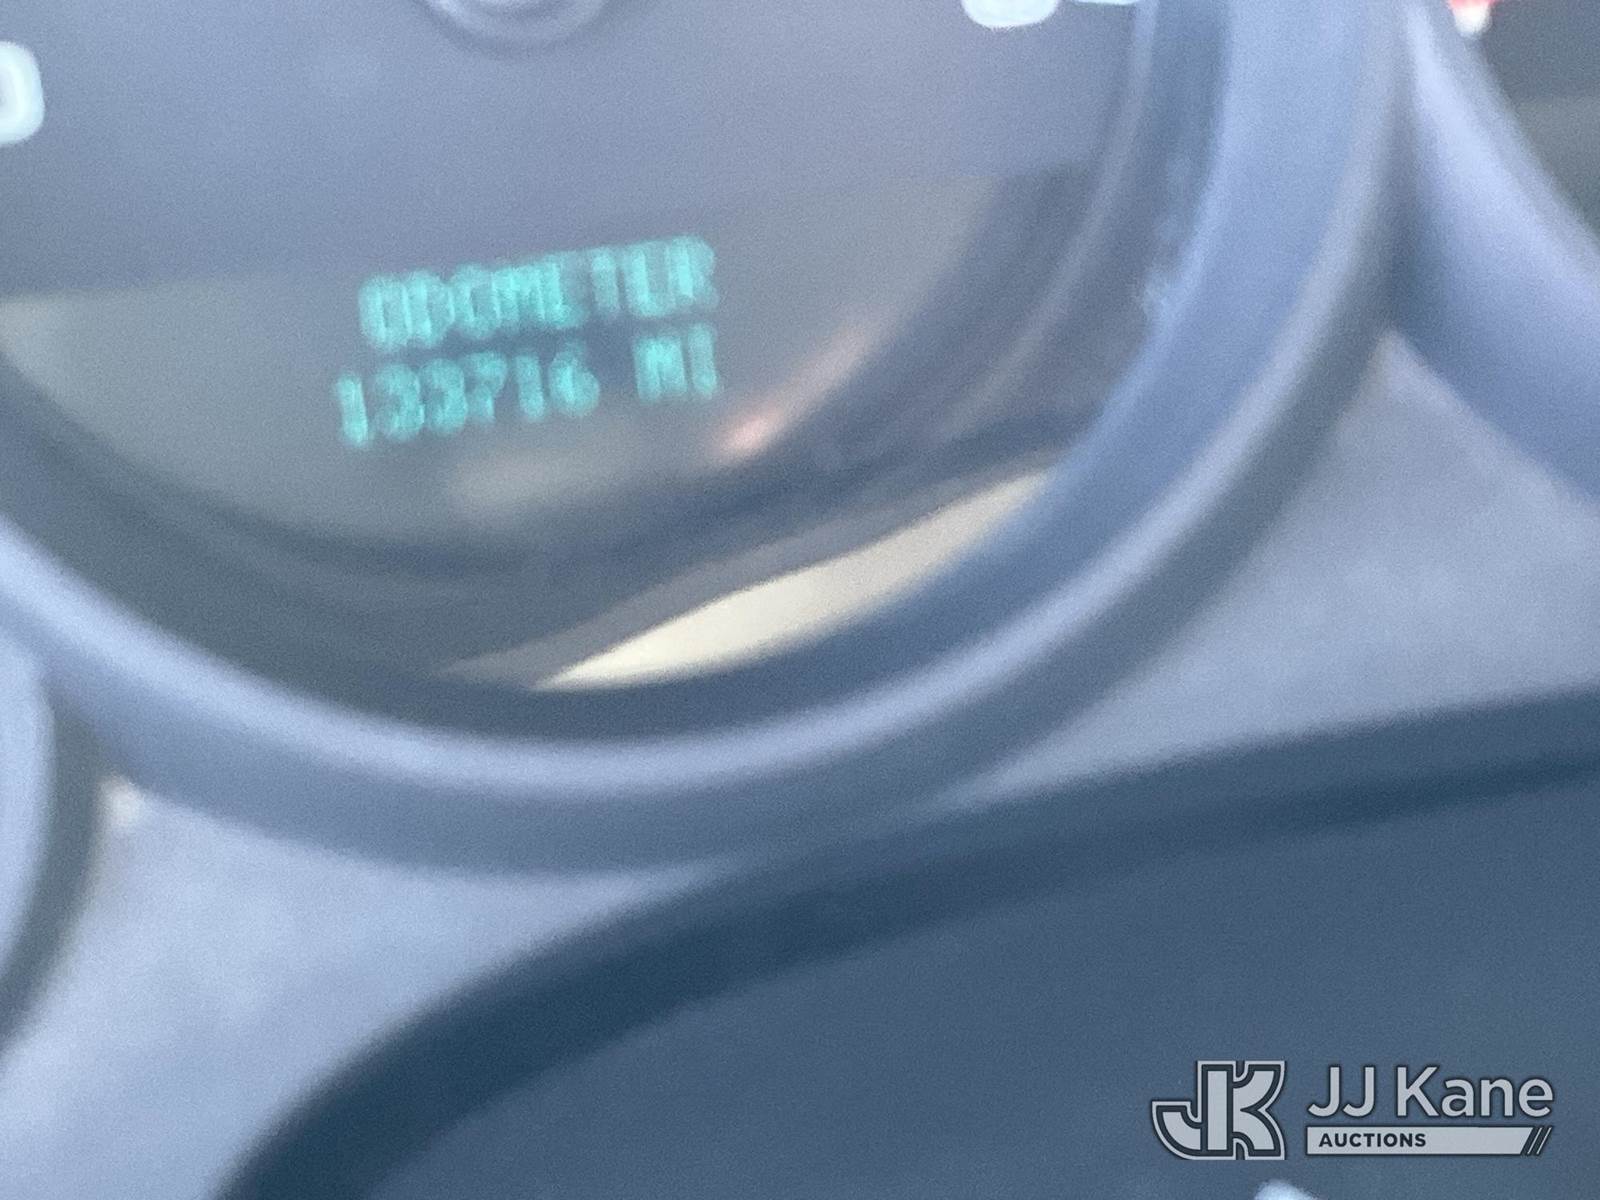 ODOMETER
133716 MI
JJ Kane
AUCTIONS